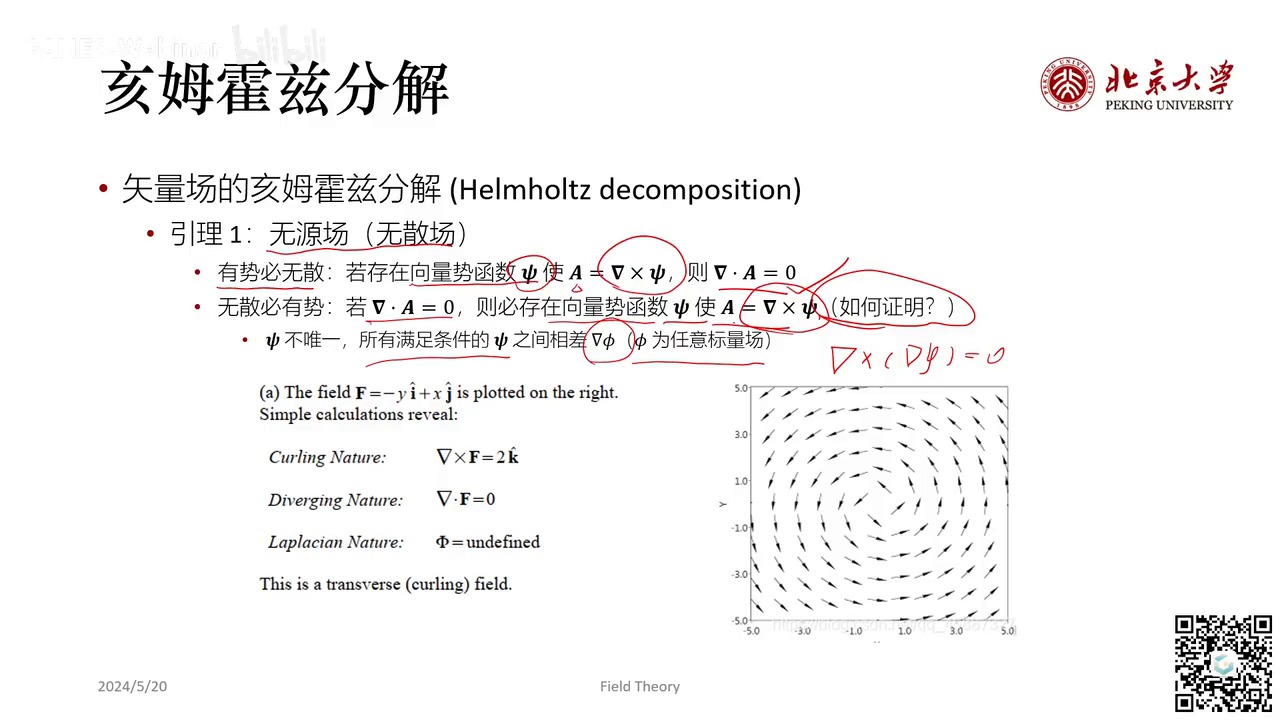 bilibili
亥姆霍兹分解
北京大学
PEKING UNIVERSITY
PEKING UNIVERSITY
1898
• 矢量场的亥姆霍兹分解 (Helmholtz decomposition)
• 引理 1：无源场（无散场）
• 有势必无散：若存在向量势函数 𝝍 使 𝑨 = 𝛁 × 𝝍，则 𝛁 ⋅ 𝑨 = 0
• 无散必有势：若 𝛁 ⋅ 𝑨 = 0，则必存在向量势函数 𝝍 使 𝑨 = 𝛁 × 𝝍（如何证明？）
• 𝝍 不唯一，所有满足条件的 𝝍 之间相差 ∇𝜙（𝜙 为任意标量场）
∇×(∇ψ)=0
(a) The field F=−y î+x ĵ is plotted on the right.
Simple calculations reveal:
Curling Nature: ∇×F=2k̂
Diverging Nature: ∇·F=0
Laplacian Nature: Φ=undefined
This is a transverse (curling) field.
5.0
3.0
1.0
-1.0
-3.0
-5.0
Y
-5.0 -3.0 -1.0 1.0 3.0 5.0
2024/5/20
Field Theory